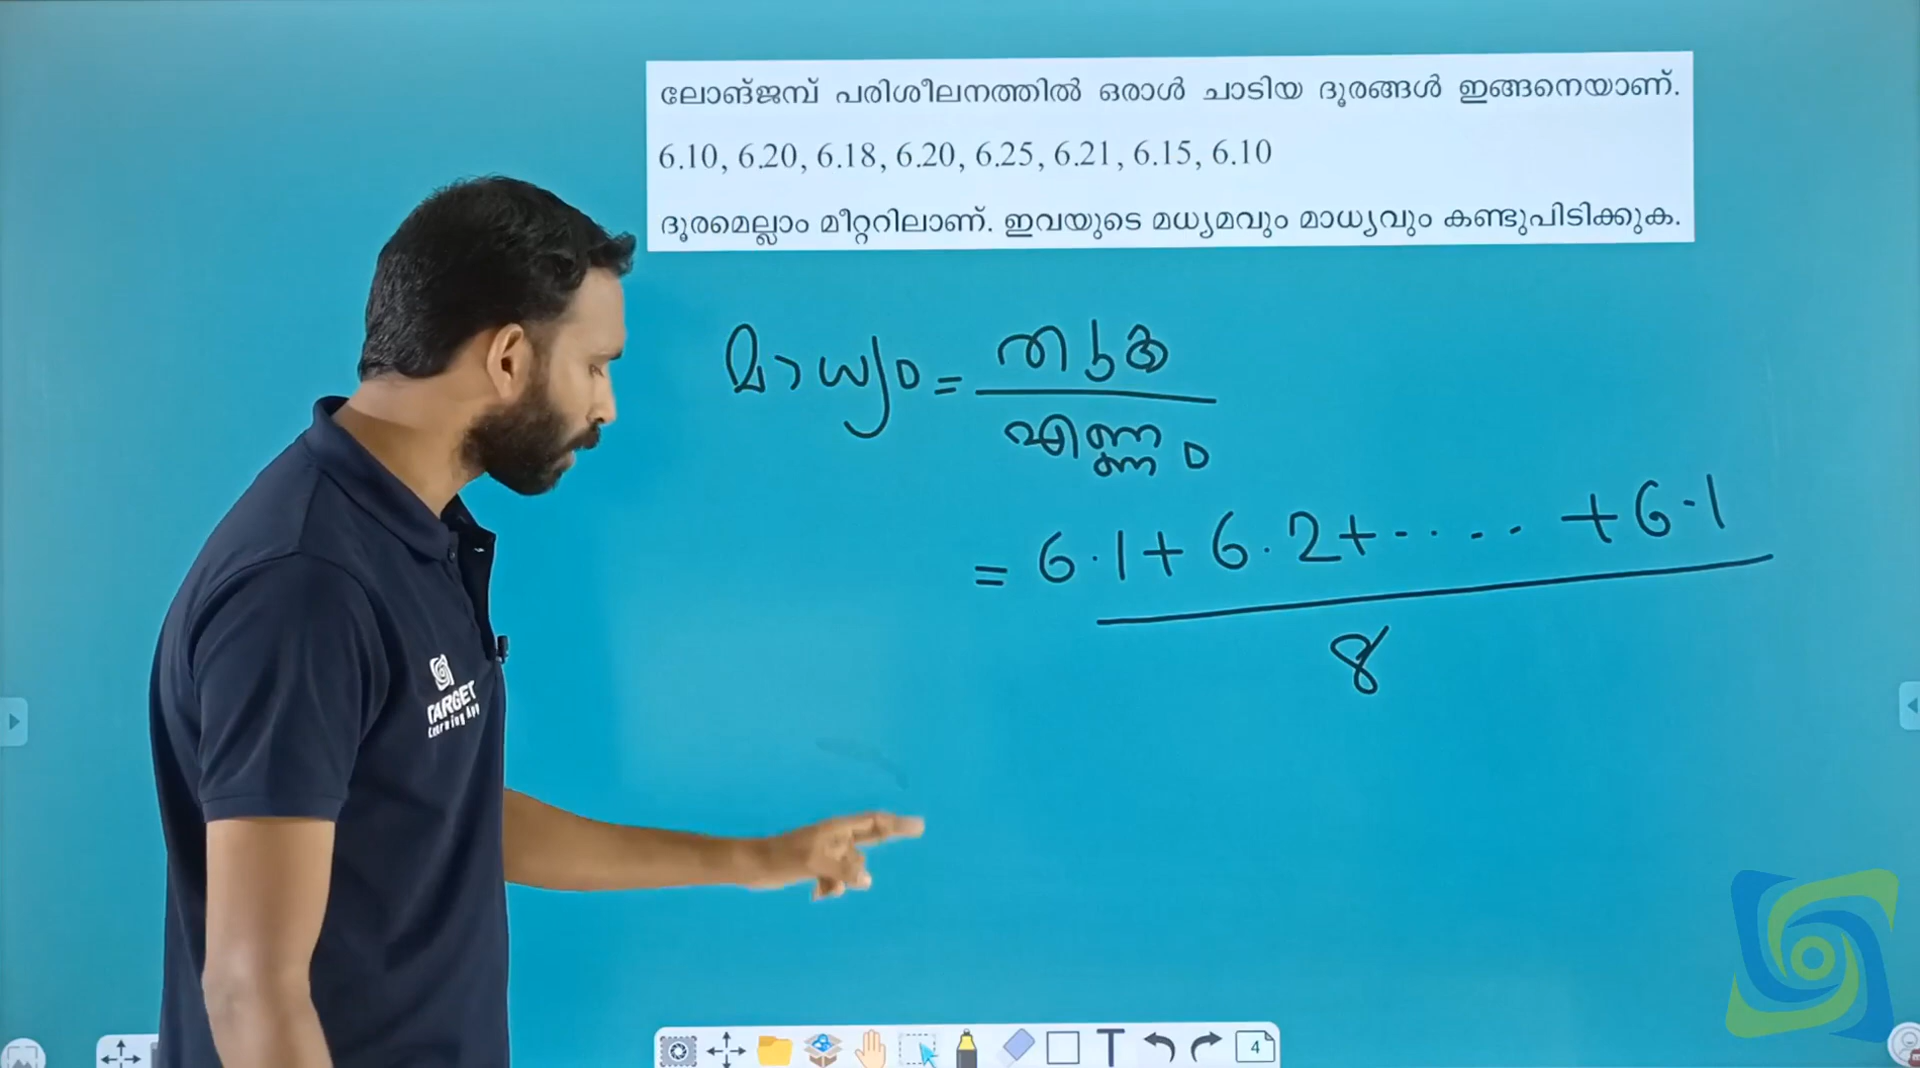 ലോങ്ജമ്പ് പരിശീലനത്തിൽ ഒരാൾ ചാടിയ ദൂരങ്ങൾ ഇങ്ങനെയാണ്.
6.10, 6.20, 6.18, 6.20, 6.25, 6.21, 6.15, 6.10
ദൂരമെല്ലാം മീറ്ററിലാണ്. ഇവയുടെ മധ്യമവും മാധ്യവും കണ്ടുപിടിക്കുക.
മാധ്യം = തുക
എണ്ണം
= 6.1 + 6.2 + ...... + 6.1
8
TARGET
Learning App
T
4